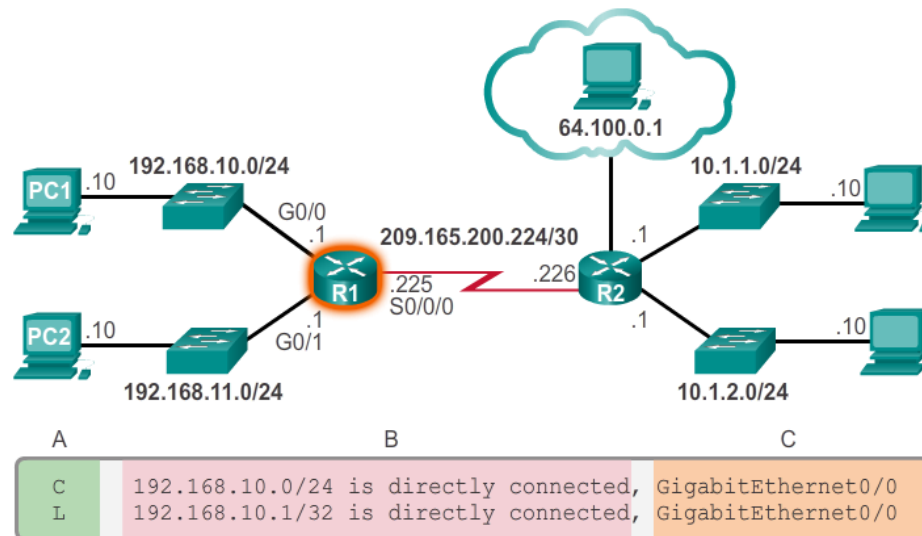 64.100.0.1
192.168.10.0/24
10.1.1.0/24
PC1
.10
.10
G0/0
.1
209.165.200.224/30
.1
R1
.225
S0/0/0
.226
R2
PC2
.10
.1
G0/1
.1
.10
192.168.11.0/24
10.1.2.0/24
A B C
C 192.168.10.0/24 is directly connected, GigabitEthernet0/0
L 192.168.10.1/32 is directly connected, GigabitEthernet0/0